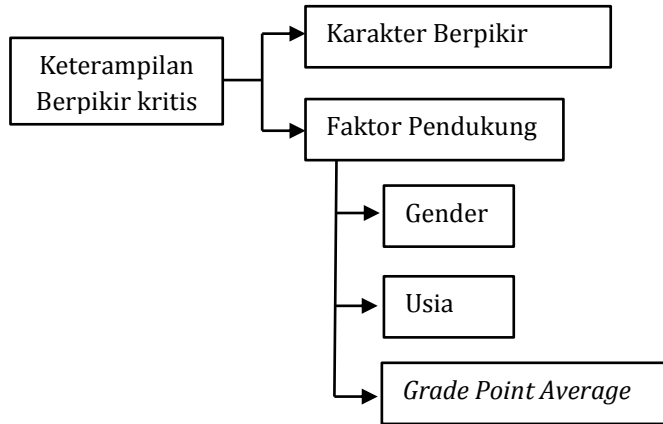 Karakter Berpikir
Keterampilan
Berpikir kritis
Faktor Pendukung
Gender
Usia
Grade Point Average